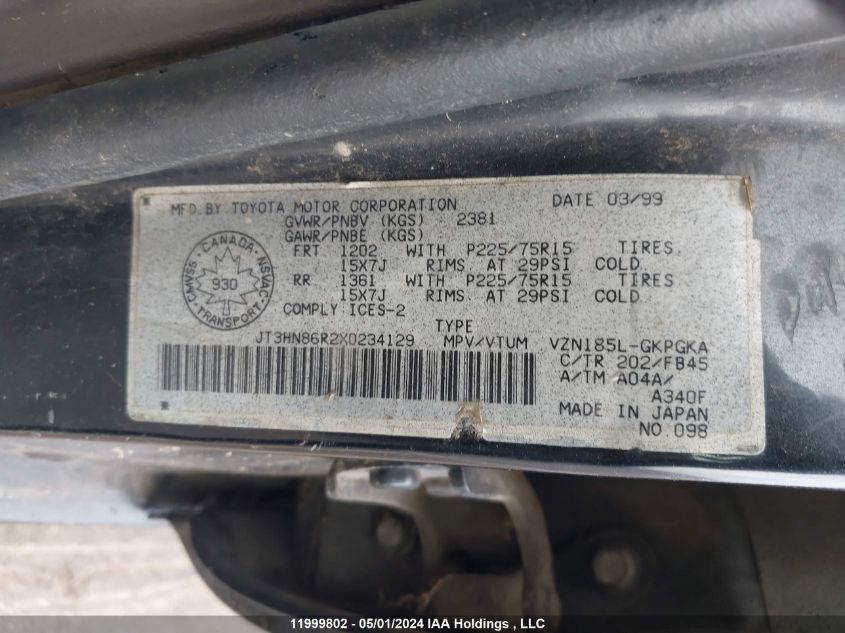 MFD. BY TOYOTA MOTOR CORPORATION DATE 03/99
GVWR/PNBV (KGS) 2381
GAWR/PNBE (KGS)
FRT 1202 WITH P225/75R15 TIRES,
15X7J RIMS AT 29PSI COLD
RR 1361 WITH P225/75R15 TIRES
15X7J RIMS AT 29PSI COLD
COMPLY ICES-2
CANADA
CMVSS 930 NSVAC
TRANSPORT
TYPE
JT3HN86R2X0234129 MPV/VTUM VZN185L-GKPGKA
C/TR 202/FB45
A/TM A04A/
A340F
MADE IN JAPAN
NO.098
11999802 - 05/01/2024 IAA Holdings , LLC